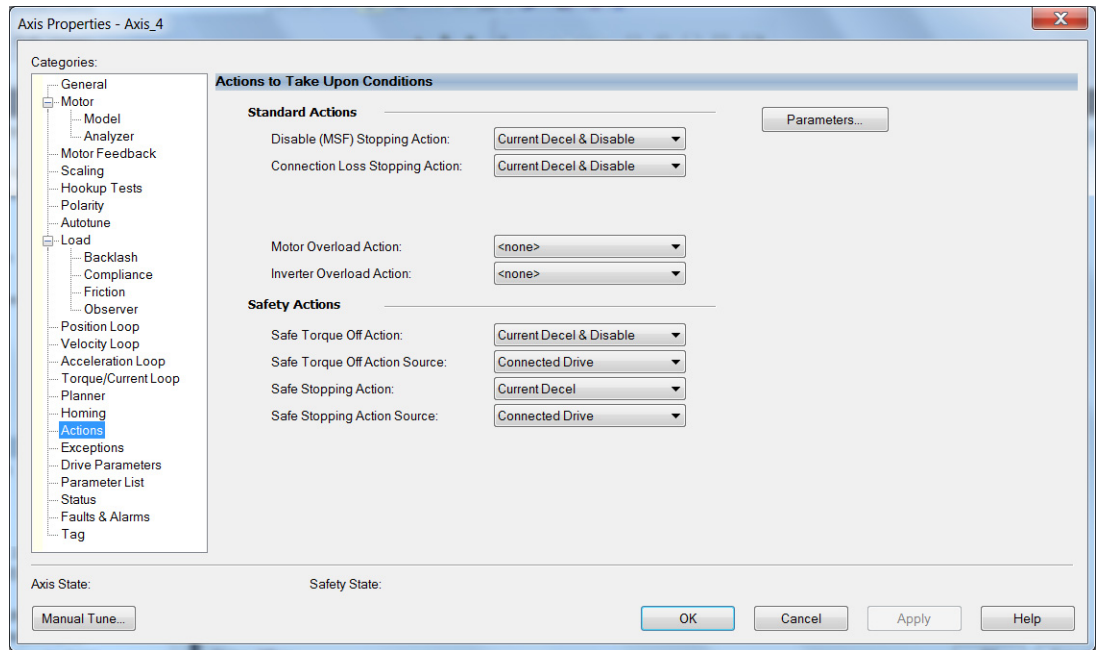 Axis Properties - Axis_4
X
Categories:
General
Motor
Model
Analyzer
Motor Feedback
Scaling
Hookup Tests
Polarity
Autotune
Load
Backlash
Compliance
Friction
Observer
Position Loop
Velocity Loop
Acceleration Loop
Torque/Current Loop
Planner
Homing
Actions
Exceptions
Drive Parameters
Parameter List
Status
Faults & Alarms
Tag
Actions to Take Upon Conditions
Standard Actions
Parameters...
Disable (MSF) Stopping Action: Current Decel & Disable
Connection Loss Stopping Action: Current Decel & Disable
Motor Overload Action: <none>
Inverter Overload Action: <none>
Safety Actions
Safe Torque Off Action: Current Decel & Disable
Safe Torque Off Action Source: Connected Drive
Safe Stopping Action: Current Decel
Safe Stopping Action Source: Connected Drive
Axis State: Safety State:
Manual Tune... OK Cancel Apply Help